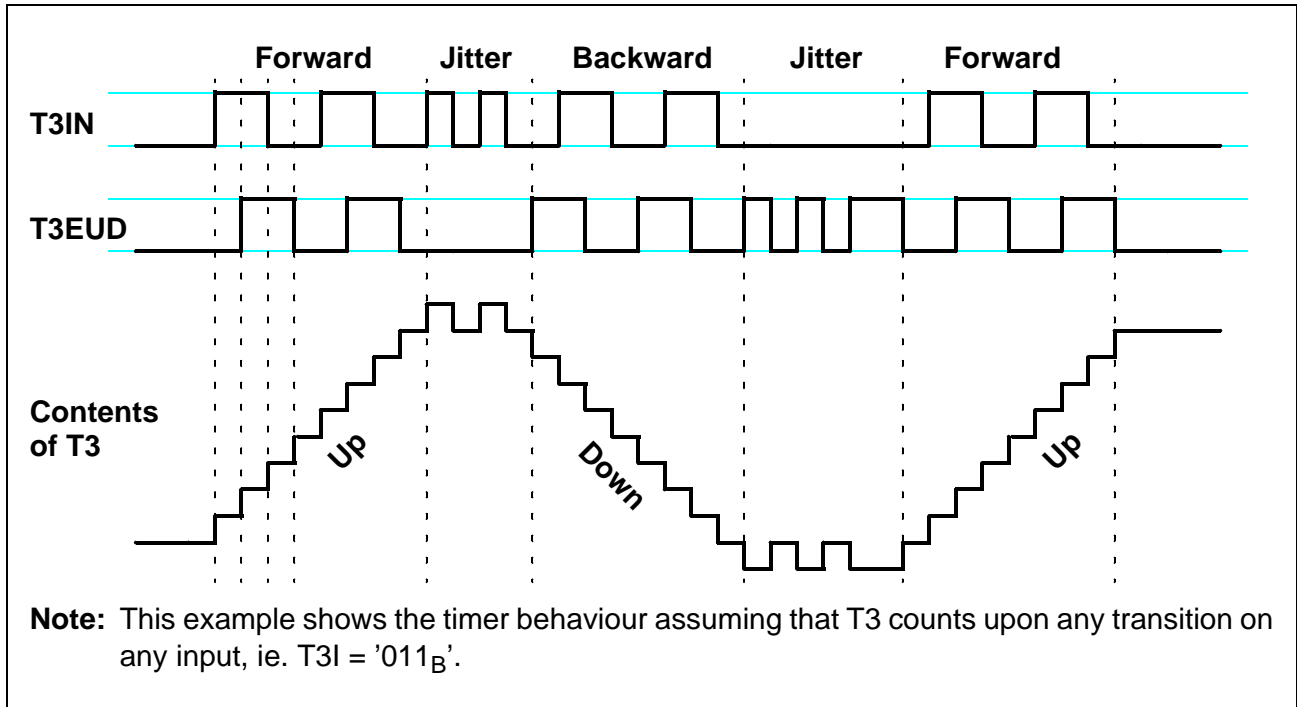 Forward Jitter Backward Jitter Forward
T3IN
T3EUD
Contents
of T3
Up
Down
Up
Note: This example shows the timer behaviour assuming that T3 counts upon any transition on
any input, ie. T3I = '011B'.